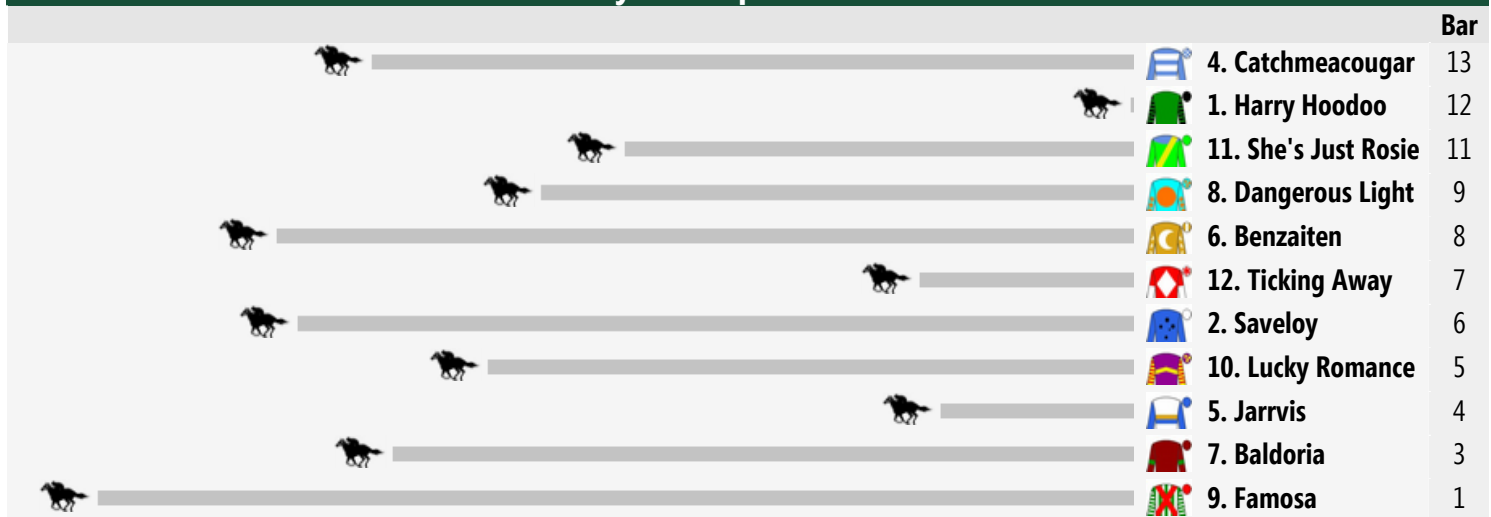 Bar
4. Catchmeacougar 13
1. Harry Hoodoo 12
11. She's Just Rosie 11
8. Dangerous Light 9
6. Benzaiten 8
12. Ticking Away 7
2. Saveloy 6
10. Lucky Romance 5
5. Jarrvis 4
7. Baldoria 3
9. Famosa 1